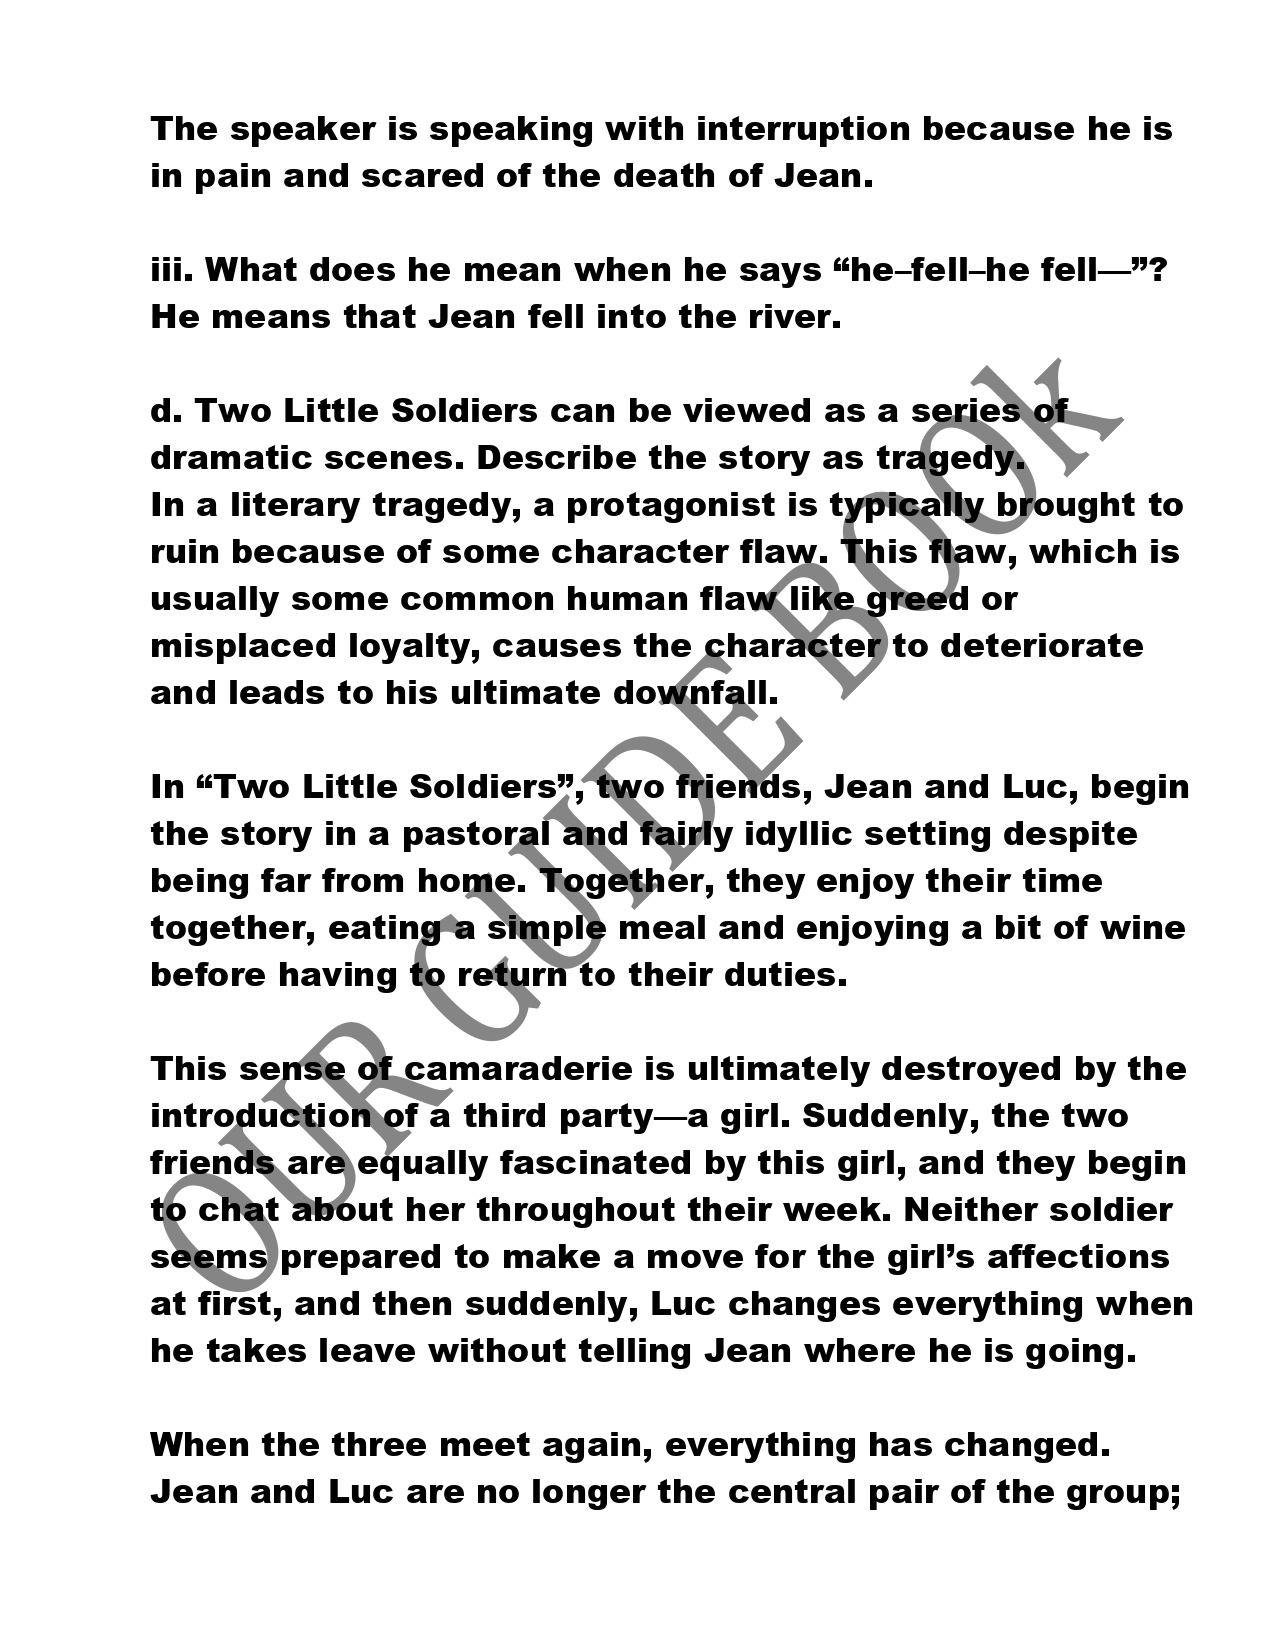 The speaker is speaking with interruption because he is
in pain and scared of the death of Jean.
iii. What does he mean when he says “he–fell–he fell—”?
He means that Jean fell into the river.
d. Two Little Soldiers can be viewed as a series of
dramatic scenes. Describe the story as tragedy.
In a literary tragedy, a protagonist is typically brought to
ruin because of some character flaw. This flaw, which is
usually some common human flaw like greed or
misplaced loyalty, causes the character to deteriorate
and leads to his ultimate downfall.
In “Two Little Soldiers”, two friends, Jean and Luc, begin
the story in a pastoral and fairly idyllic setting despite
being far from home. Together, they enjoy their time
together, eating a simple meal and enjoying a bit of wine
before having to return to their duties.
This sense of camaraderie is ultimately destroyed by the
introduction of a third party—a girl. Suddenly, the two
friends are equally fascinated by this girl, and they begin
to chat about her throughout their week. Neither soldier
seems prepared to make a move for the girl’s affections
at first, and then suddenly, Luc changes everything when
he takes leave without telling Jean where he is going.
When the three meet again, everything has changed.
Jean and Luc are no longer the central pair of the group;
OUR GUIDE BOOk